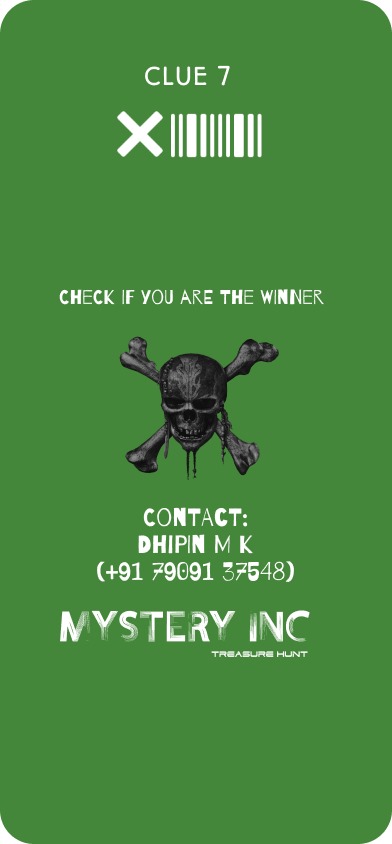 CLUE 7
CHECK IF YOU ARE THE WINNER
CONTACT:
DHIPIN M K
(+91 79091 37548)
MYSTERY INC
TREASURE HUNT